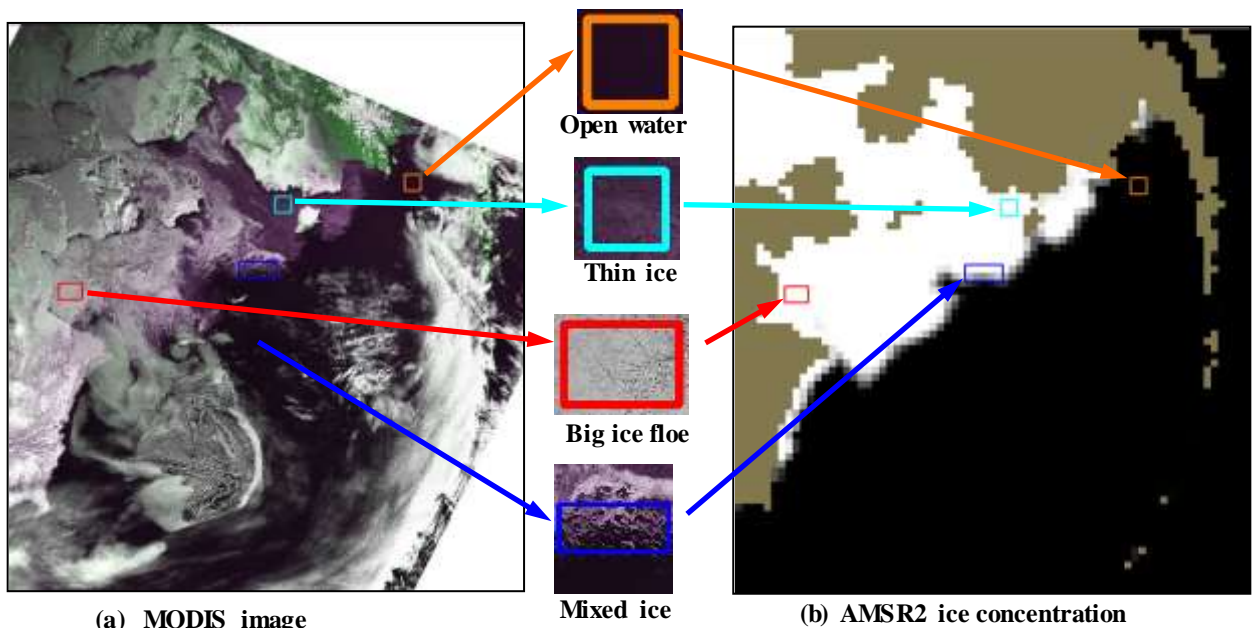 Open water
Thin ice
Big ice floe
Mixed ice
(a) MODIS image
(b) AMSR2 ice concentration